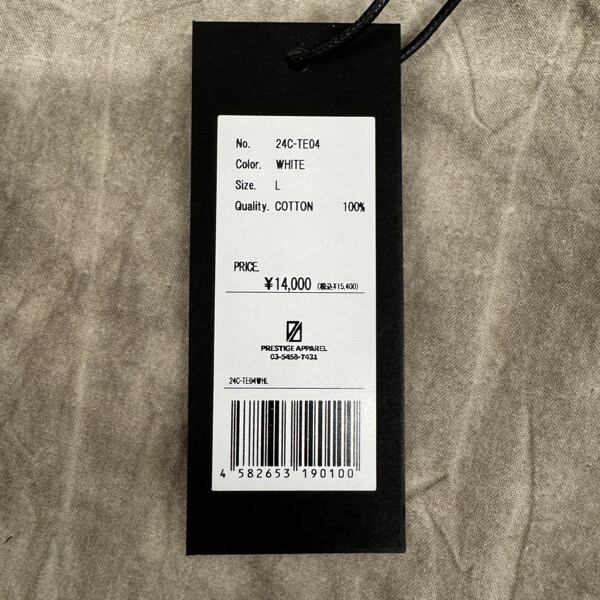 No. 24C-TE04
Color. WHITE
Size. L
Quality. COTTON 100%
PRICE.
¥14,000 (税込¥15,400)
PRESTIGE APPAREL
03-5458-7431
24C-TE04WHL
4 582653 190100